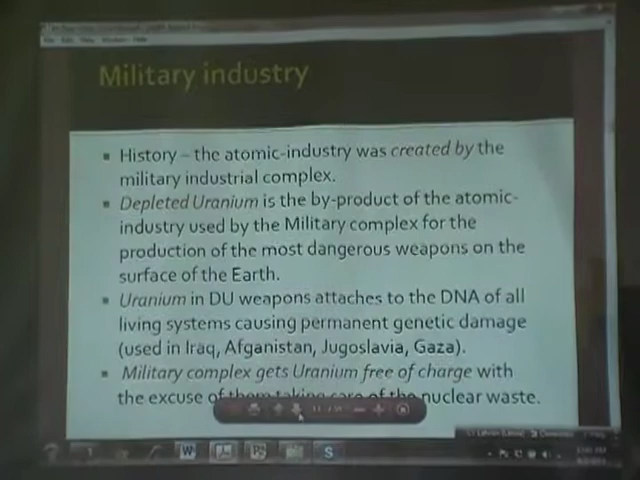 Military industry
History – the atomic-industry was created by the
military industrial complex.
Depleted Uranium is the by-product of the atomic-
industry used by the Military complex for the
production of the most dangerous weapons on the
surface of the Earth.
Uranium in DU weapons attaches to the DNA of all
living systems causing permanent genetic damage
(used in Iraq, Afganistan, Jugoslavia, Gaza).
Military complex gets Uranium free of charge with
the excuse of them taking care of the nuclear waste.